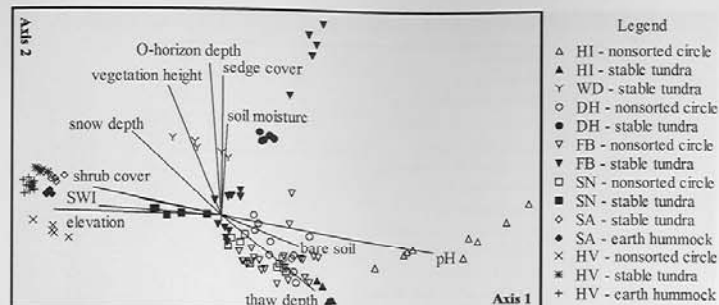 Axis 2
O-horizon depth
sedge cover
vegetation height
soil moisture
snow depth
shrub cover
SWI
elevation
bare soil
pH
thaw depth
Axis 1
Legend
HI - nonsorted circle
HI - stable tundra
WD - stable tundra
DH - nonsorted circle
DH - stable tundra
FB - nonsorted circle
FB - stable tundra
SN - nonsorted circle
SN - stable tundra
SA - stable tundra
SA - earth hummock
HV - nonsorted circle
HV - stable tundra
HV - earth hummock